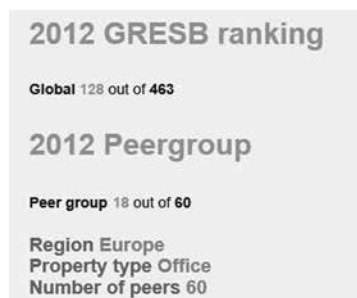 2012 GRESB ranking
Global 128 out of 463
2012 Peergroup
Peer group 18 out of 60
Region Europe
Property type Office
Number of peers 60